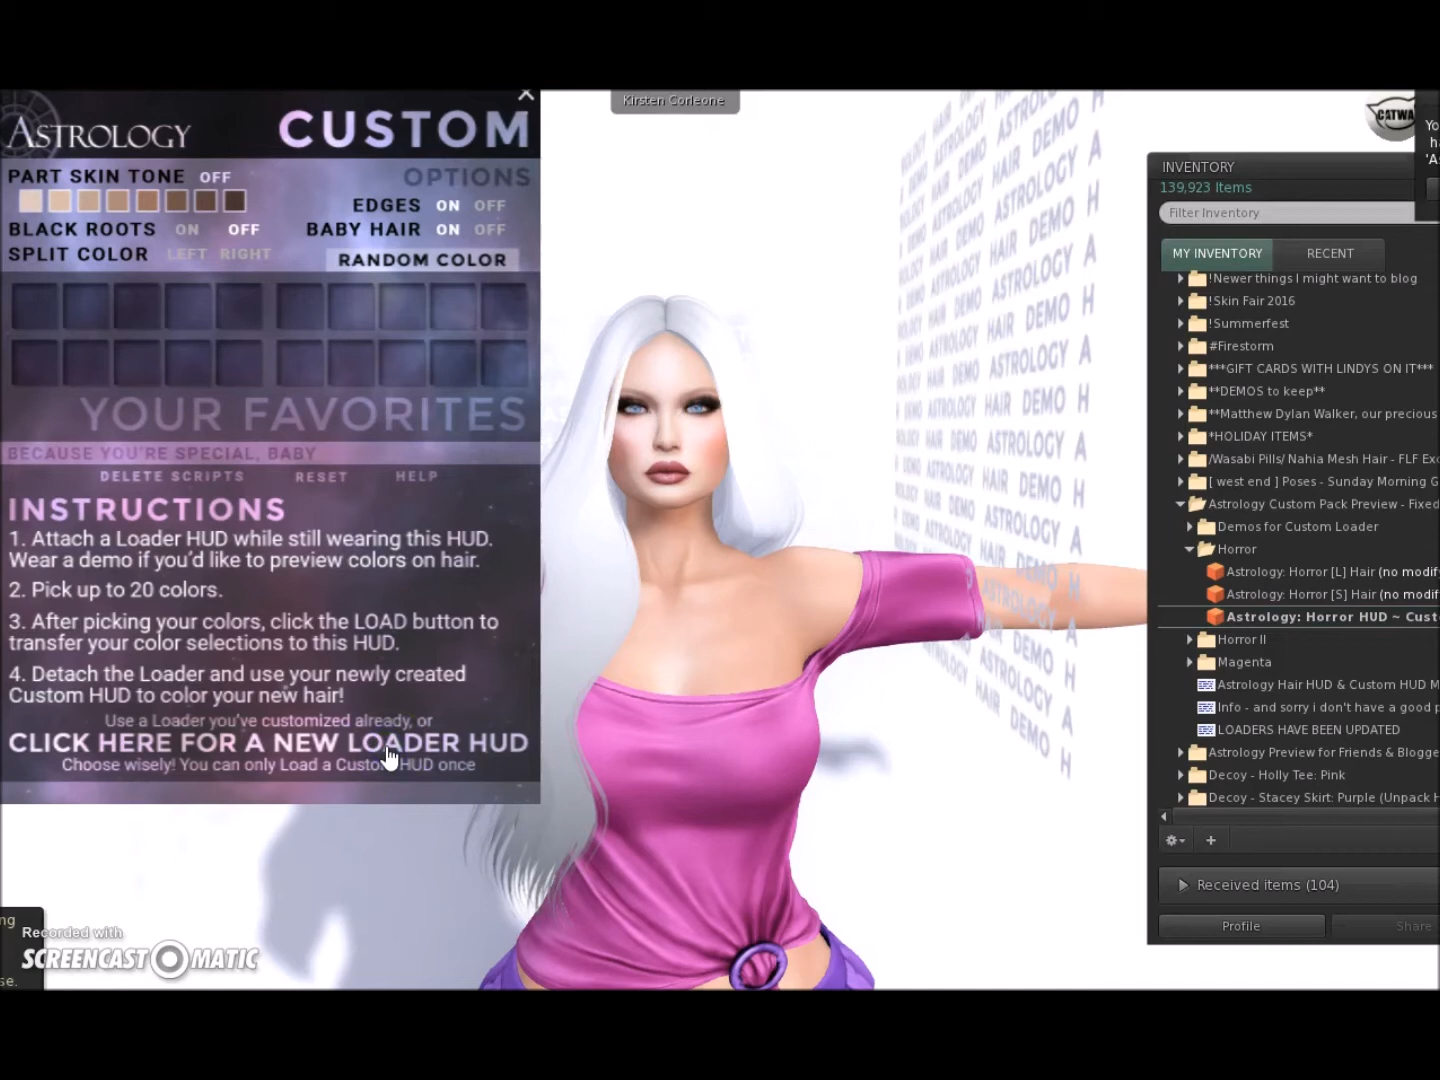 Kirsten Corleone
ASTROLOGY CUSTOM
PART SKIN TONE OFF
OPTIONS
EDGES ON OFF
BLACK ROOTS ON OFF
BABY HAIR ON OFF
SPLIT COLOR LEFT RIGHT
RANDOM COLOR
YOUR FAVORITES
BECAUSE YOU'RE SPECIAL, BABY
DELETE SCRIPTS RESET HELP
INSTRUCTIONS
1. Attach a Loader HUD while still wearing this HUD.
Wear a demo if you'd like to preview colors on hair.
2. Pick up to 20 colors.
3. After picking your colors, click the LOAD button to
transfer your color selections to this HUD.
4. Detach the Loader and use your newly created
Custom HUD to color your new hair!
Use a Loader you've customized already, or
CLICK HERE FOR A NEW LOADER HUD
Choose wisely! You can only Load a Custom HUD once
ng
se.
Recorded with
SCREENCAST MATIC
ASTROLOGY HAIR DEMO
CATWA
Yo
ha
'As
INVENTORY
139,923 Items
Filter Inventory
MY INVENTORY RECENT
!Newer things I might want to blog
!Skin Fair 2016
!Summerfest
#Firestorm
***GIFT CARDS WITH LINDYS ON IT***
**DEMOS to keep**
**Matthew Dylan Walker, our precious
*HOLIDAY ITEMS*
/Wasabi Pills/ Nahia Mesh Hair - FLF Exc
[ west end ] Poses - Sunday Morning G
Astrology Custom Pack Preview - Fixed
Demos for Custom Loader
Horror
Astrology: Horror [L] Hair (no modify
Astrology: Horror [S] Hair (no modif
Astrology: Horror HUD ~ Cust
Horror II
Magenta
Astrology Hair HUD & Custom HUD M
Info - and sorry i don't have a good p
LOADERS HAVE BEEN UPDATED
Astrology Preview for Friends & Blogge
Decoy - Holly Tee: Pink
Decoy - Stacey Skirt: Purple (Unpack H
Received items (104)
Profile Share